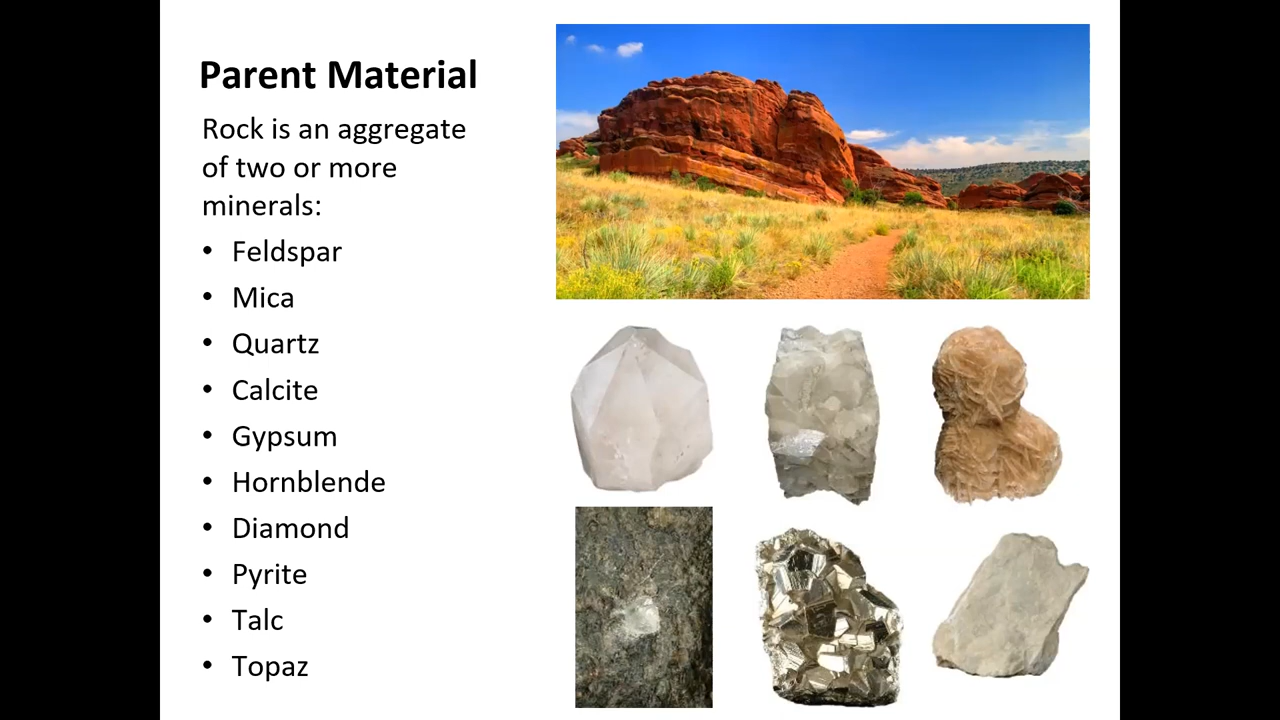 Parent Material
Rock is an aggregate
of two or more
minerals:
• Feldspar
• Mica
• Quartz
• Calcite
• Gypsum
• Hornblende
• Diamond
• Pyrite
• Talc
• Topaz